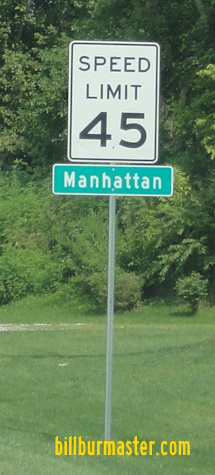 SPEED
LIMIT
45
Manhattan
billburmaster.com